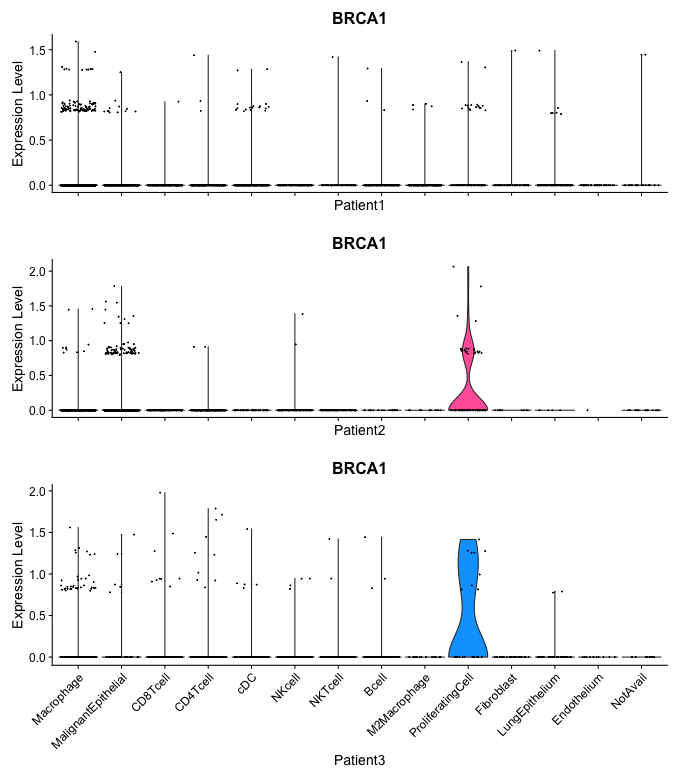 BRCA1
Expression Level
1.5
1.0
0.5
0.0
Patient1
BRCA1
Expression Level
2.0
1.5
1.0
0.5
0.0
Patient2
BRCA1
Expression Level
2.0
1.5
1.0
0.5
0.0
Macrophage
MalignantEpithelial
CD8Tcell
CD4Tcell
cDC
NKcell
NKTcell
Bcell
M2Macrophage
ProliferatingCell
Fibroblast
LungEpithelium
Endothelium
NotAvail
Patient3